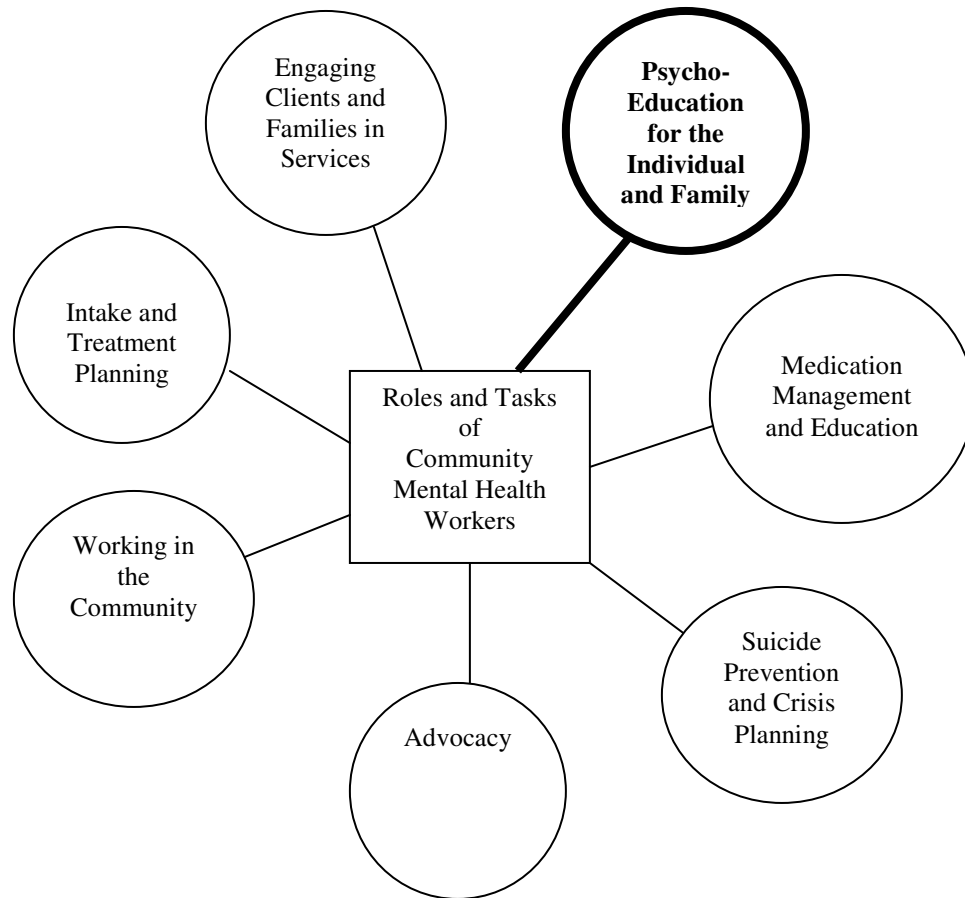 Engaging
Clients and
Families in
Services
Psycho-
Education
for the
Individual
and Family
Intake and
Treatment
Planning
Medication
Management
and Education
Roles and Tasks
of
Community
Mental Health
Workers
Working in
the
Community
Suicide
Prevention
and Crisis
Planning
Advocacy